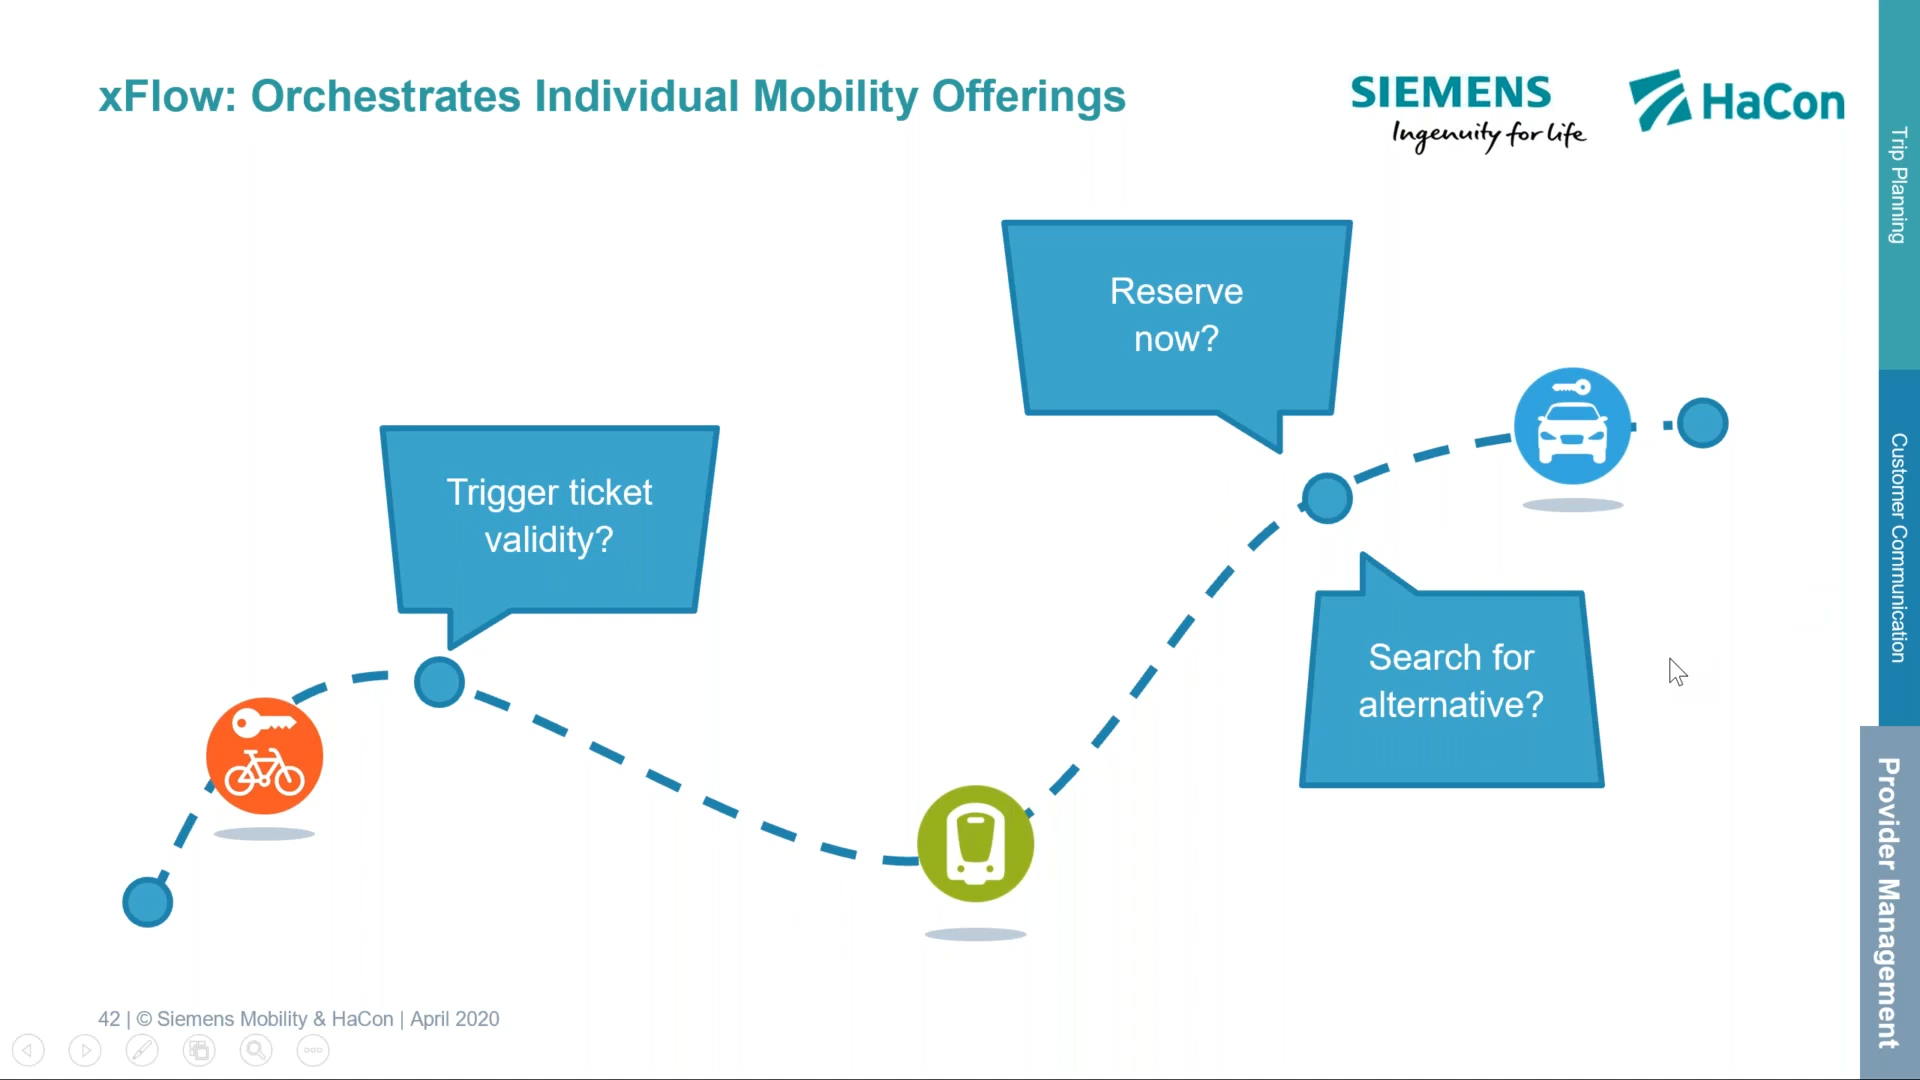 xFlow: Orchestrates Individual Mobility Offerings
SIEMENS
Ingenuity for life
HaCon
Trip Planning
Customer Communication
Provider Management
Reserve
now?
Trigger ticket
validity?
Search for
alternative?
42 | © Siemens Mobility & HaCon | April 2020